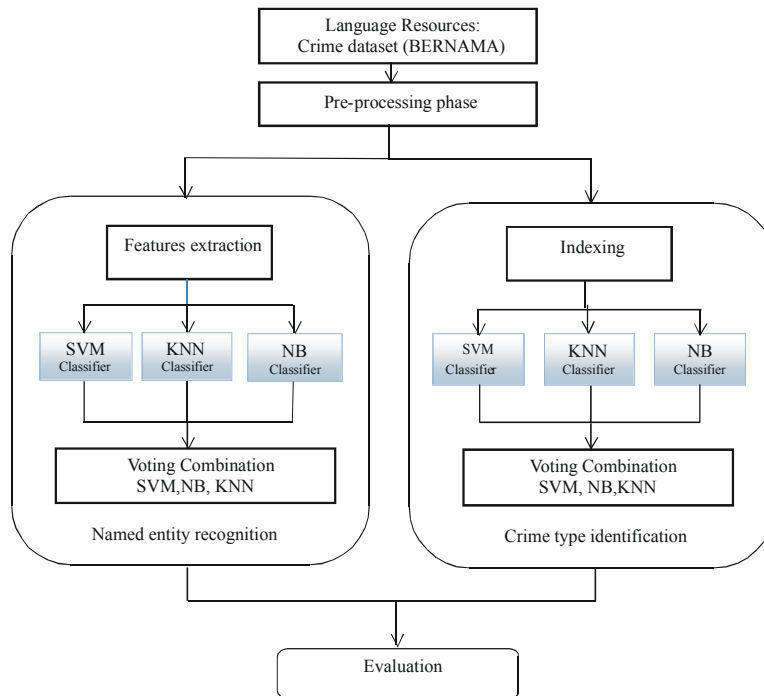 Language Resources:
Crime dataset (BERNAMA)
Pre-processing phase
Features extraction
SVM
Classifier
KNN
Classifier
NB
Classifier
Voting Combination
SVM,NB, KNN
Named entity recognition
Indexing
SVM
Classifier
KNN
Classifier
NB
Classifier
Voting Combination
SVM, NB,KNN
Crime type identification
Evaluation